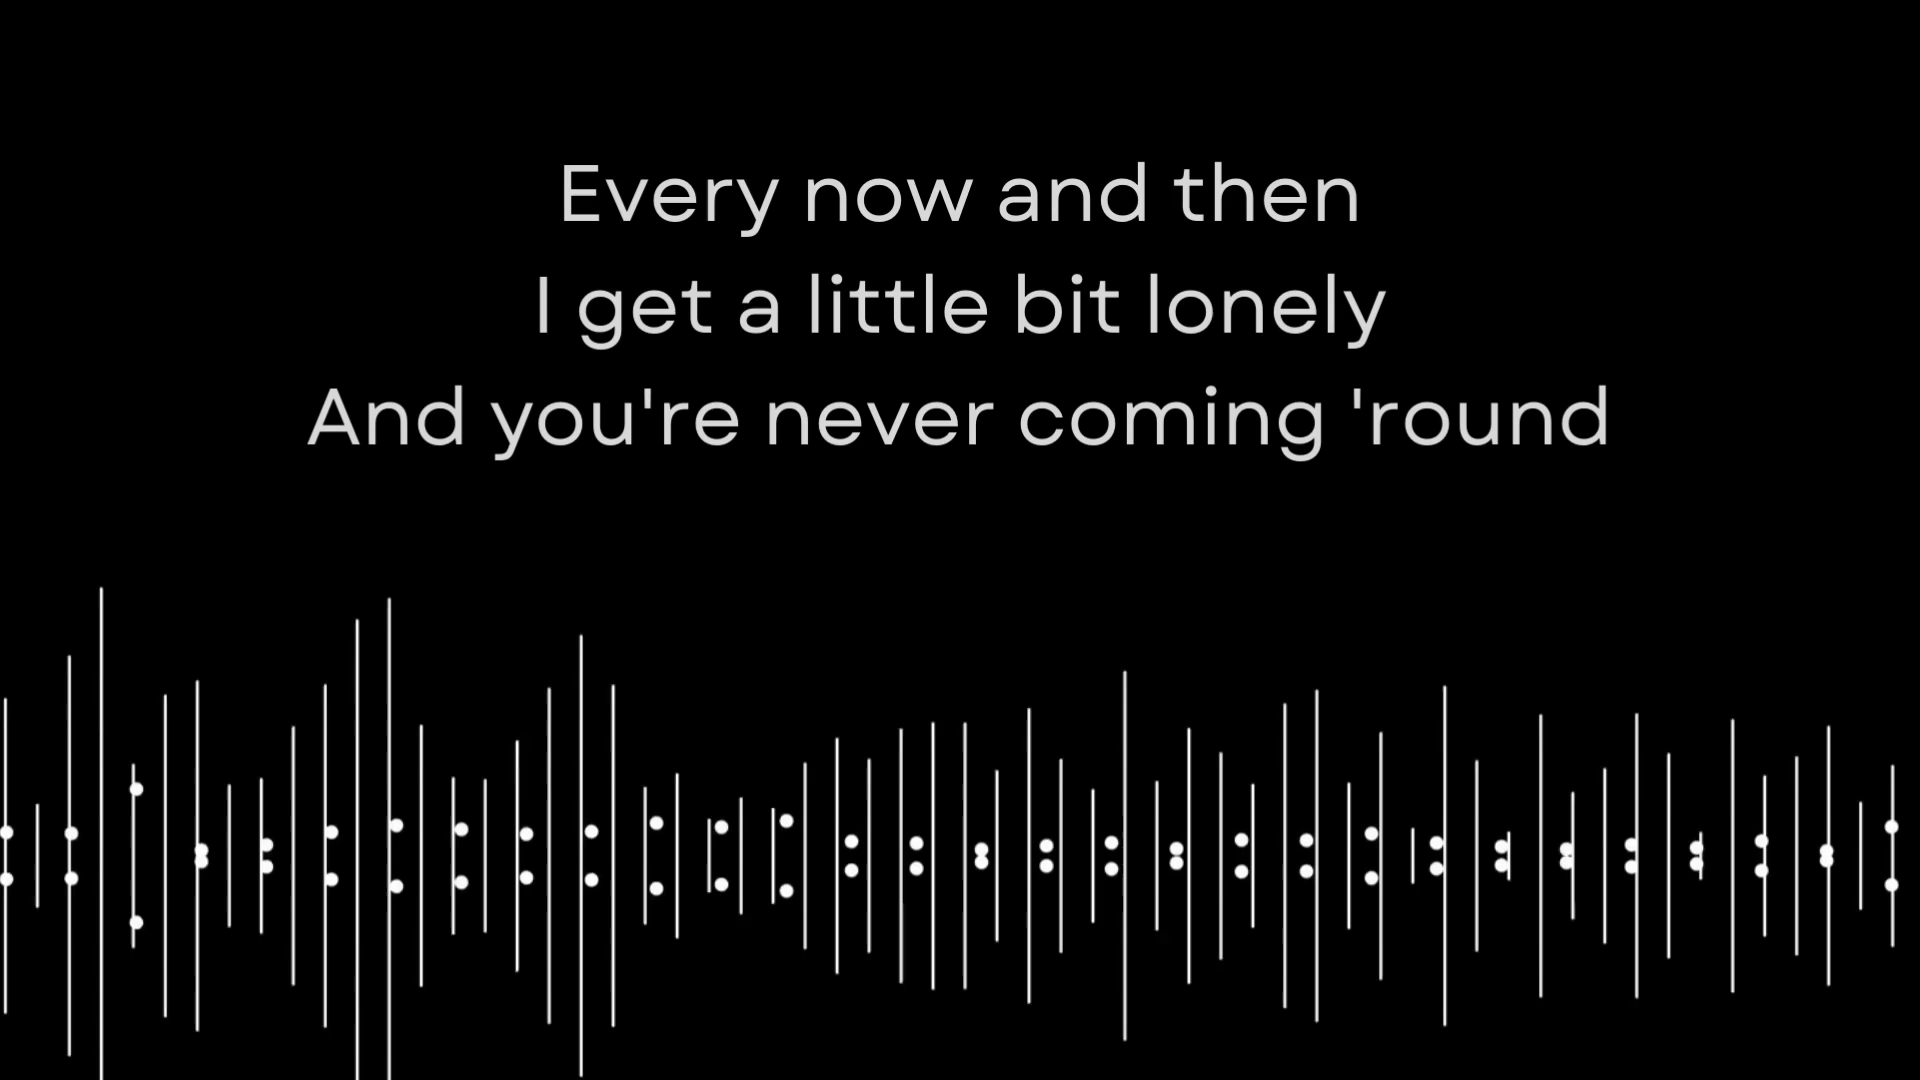 Every now and then
I get a little bit lonely
And you're never coming 'round